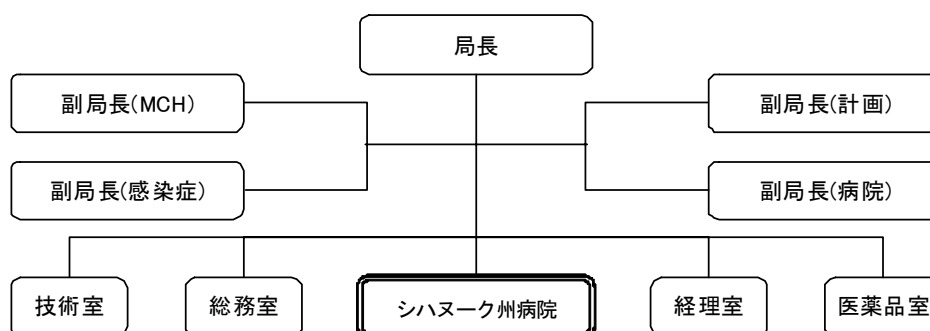 局長
副局長(MCH)
副局長(計画)
副局長(感染症)
副局長(病院)
技術室
総務室
シハヌーク州病院
経理室
医薬品室